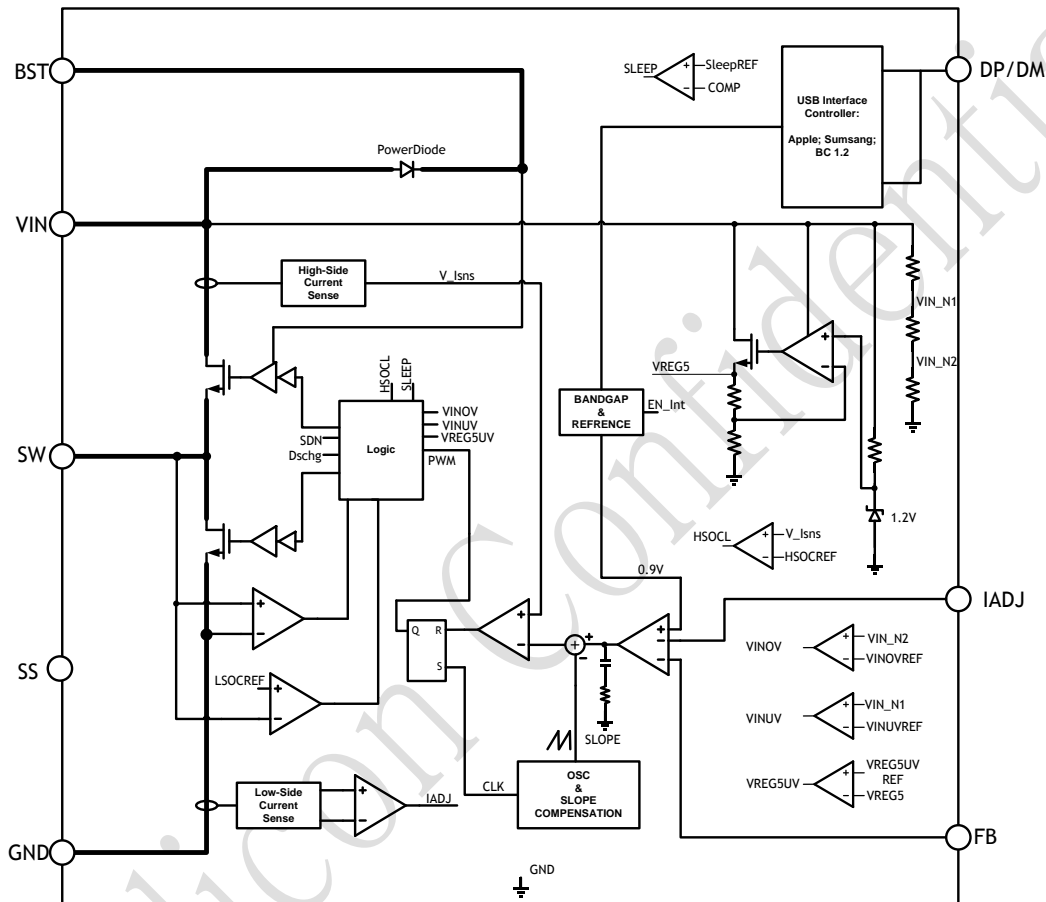 BST
SLEEP
+
SleepREF
−
COMP
USB Interface
Controller:
Apple; Sumsang;
BC 1.2
DP/DM
PowerDiode
VIN
High-Side
Current
Sense
V_Isns
VIN_N1
VIN_N2
+
−
VREG5
HSOCL
SLEEP
BANDGAP
&
REFRENCE
EN_Int
VINOV
VINUV
VREG5UV
PWM
SDN
Dschg
Logic
SW
1.2V
HSOCL
+
V_Isns
−
HSOCREF
0.9V
IADJ
+
−
Q
R
S
+
−
+
+
−
+
−
−
VINOV
+
VIN_N2
−
VINOVREF
SS
LSOCREF
+
−
VINUV
+
VIN_N1
−
VINUVREF
SLOPE
VREG5UV
+
VREG5UV
REF
−
VREG5
Low-Side
Current
Sense
+
−
IADJ
CLK
OSC
&
SLOPE
COMPENSATION
FB
GND
GND
Silicon Confidenti